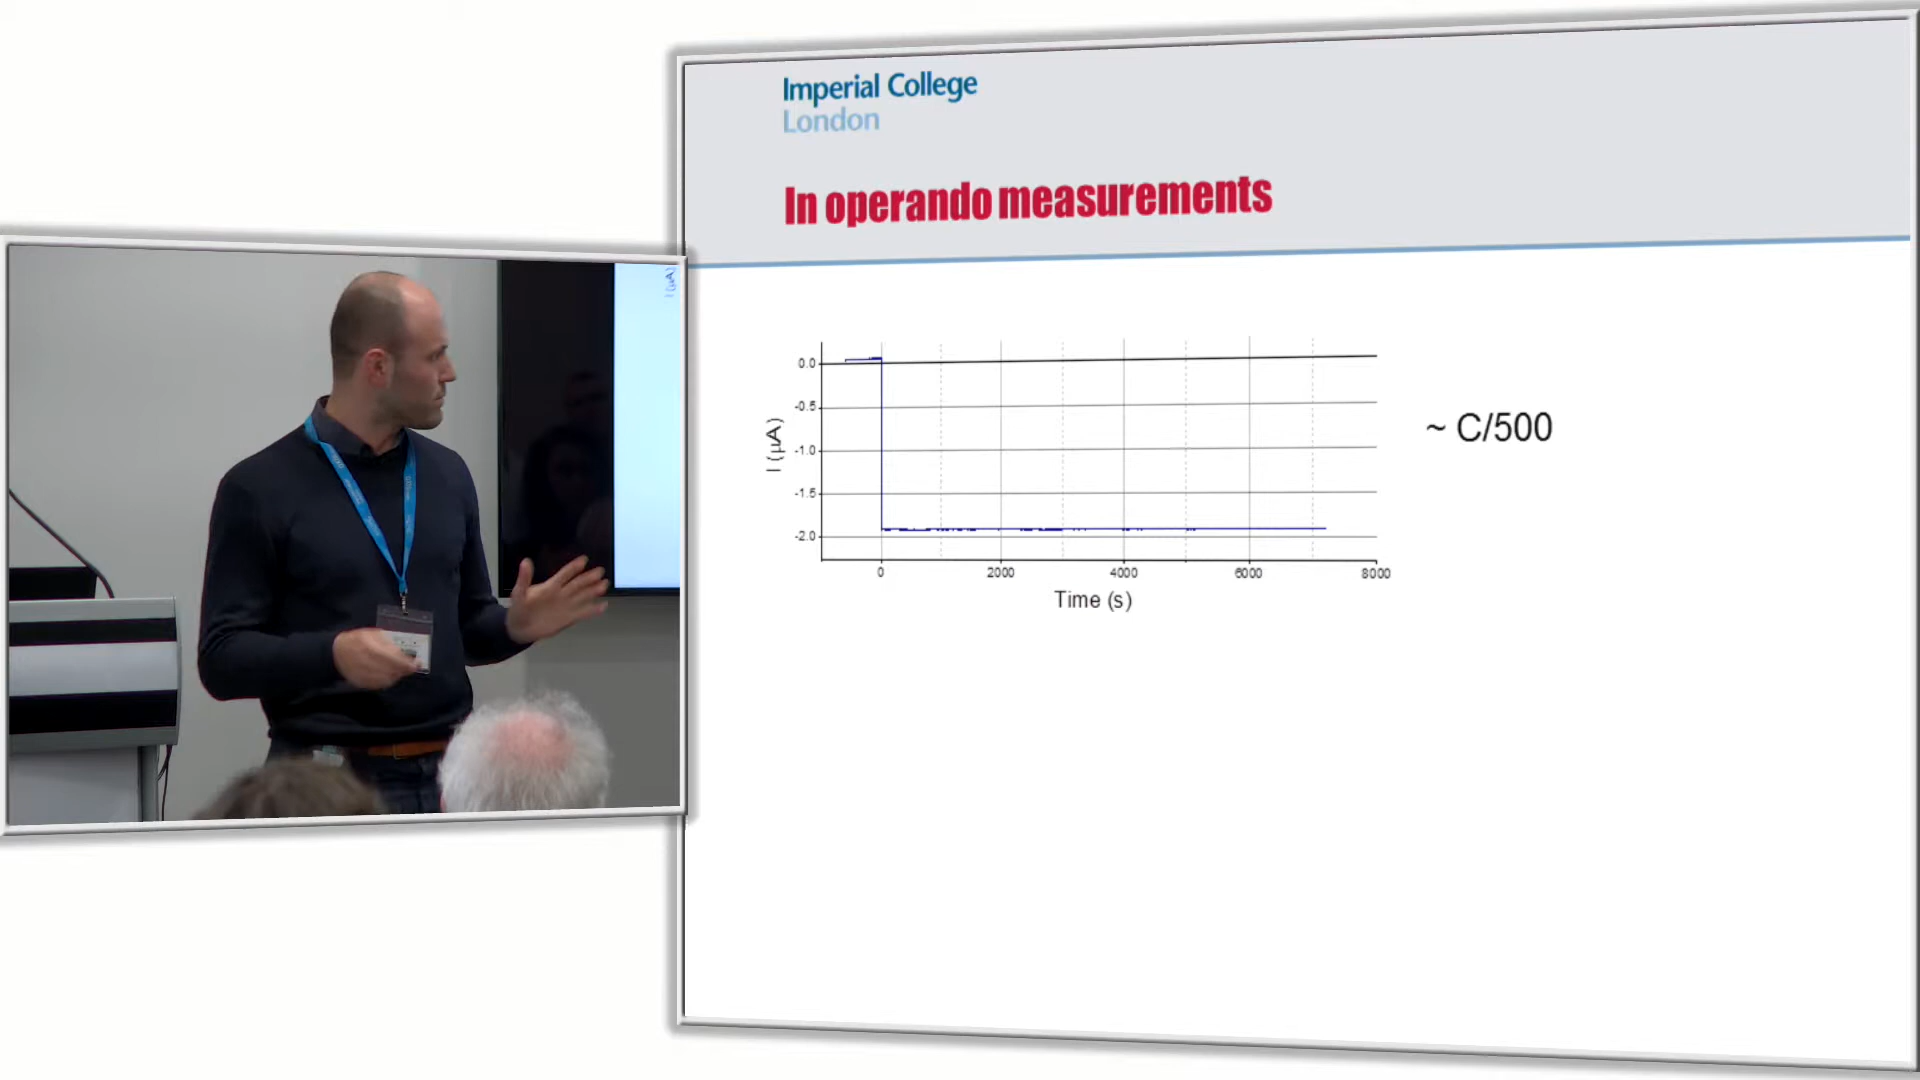 Imperial College
London
In operando measurements
I (μA)
0.0
-0.5
-1.0
-1.5
-2.0
0
2000
4000
6000
8000
Time (s)
~ C/500
I (μA)